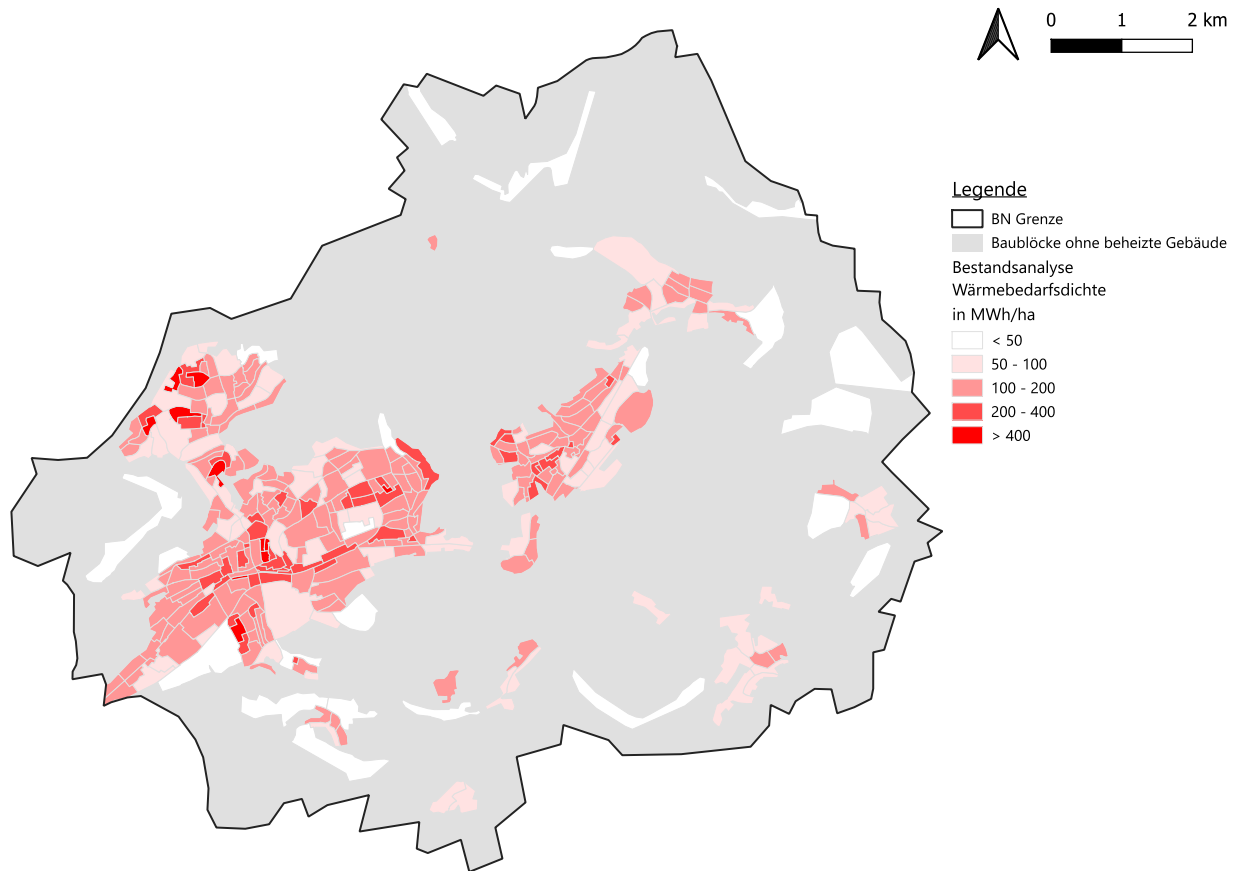 0 1 2 km
Legende
BN Grenze
Baublöcke ohne beheizte Gebäude
Bestandsanalyse
Wärmebedarfsdichte
in MWh/ha
< 50
50 - 100
100 - 200
200 - 400
> 400